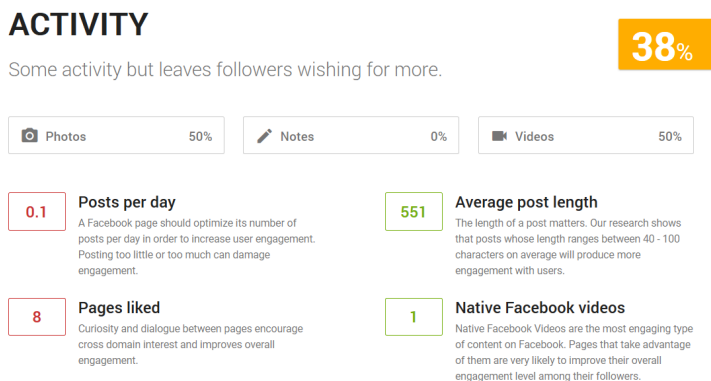 ACTIVITY
38%
Some activity but leaves followers wishing for more.
Photos 50%
Notes 0%
Videos 50%
0.1
Posts per day
A Facebook page should optimize its number of
posts per day in order to increase user engagement.
Posting too little or too much can damage
engagement.
551
Average post length
The length of a post matters. Our research shows
that posts whose length ranges between 40 - 100
characters on average will produce more
engagement with users.
8
Pages liked
Curiosity and dialogue between pages encourage
cross domain interest and improves overall
engagement.
1
Native Facebook videos
Native Facebook Videos are the most engaging type
of content on Facebook. Pages that take advantage
of them are very likely to improve their overall
engagement level among their followers.